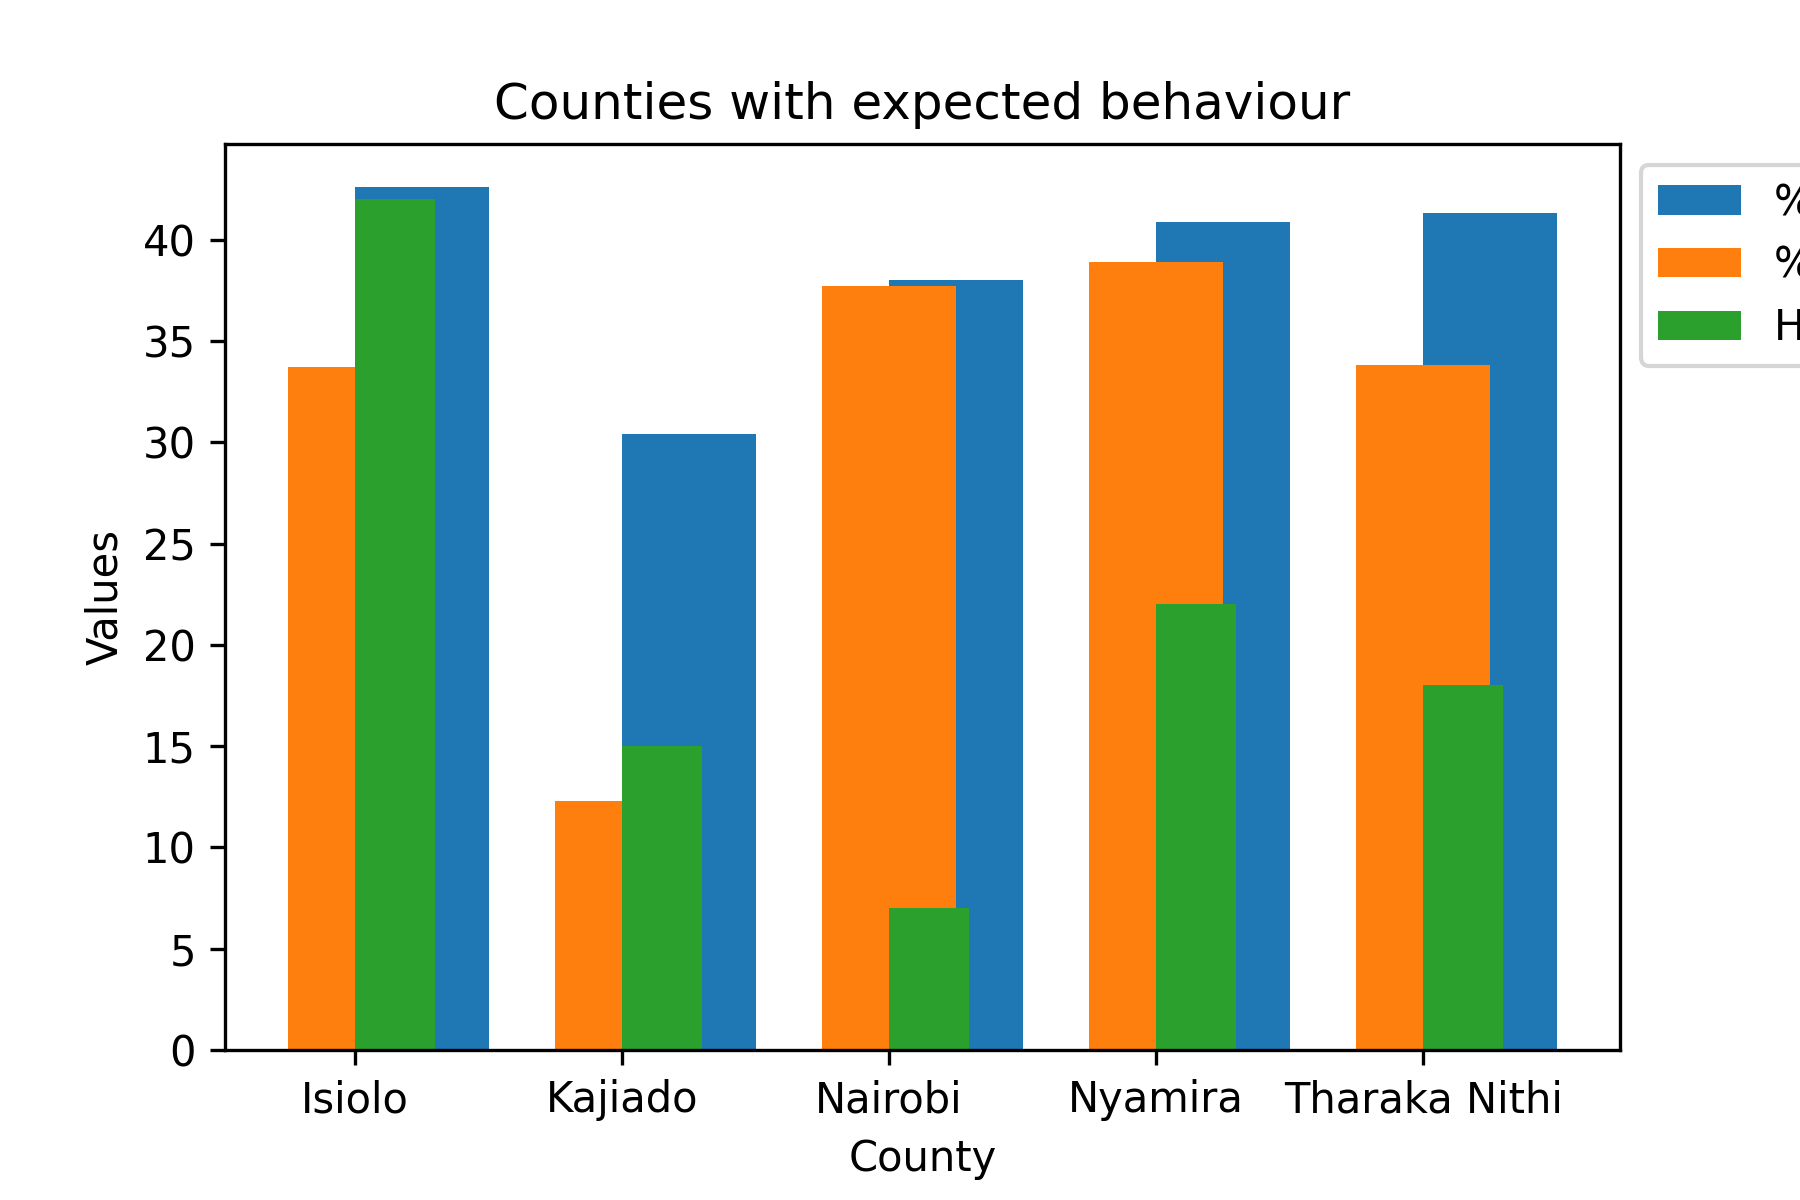 Counties with expected behaviour
%
%
H
40
35
30
25
20
15
10
5
0
Values
Isiolo Kajiado Nairobi Nyamira Tharaka Nithi
County